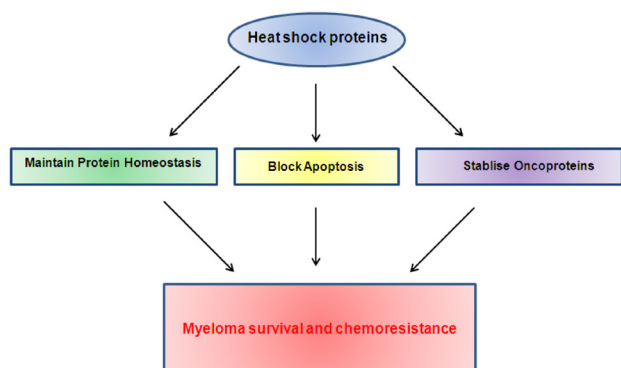 Heat shock proteins
Maintain Protein Homeostasis
Block Apoptosis
Stablise Oncoproteins
Myeloma survival and chemoresistance